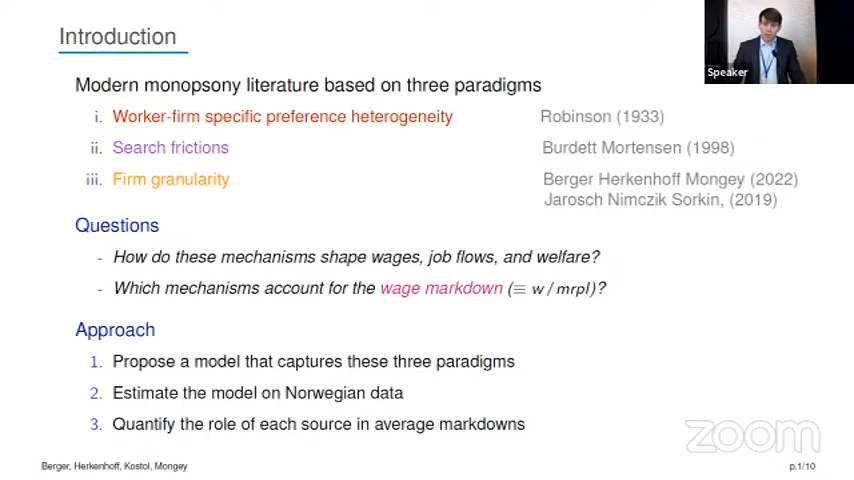 Introduction
Speaker
Modern monopsony literature based on three paradigms
i. Worker-firm specific preference heterogeneity Robinson (1933)
ii. Search frictions Burdett Mortensen (1998)
iii. Firm granularity Berger Herkenhoff Mongey (2022)
Jarosch Nimczik Sorkin, (2019)
Questions
- How do these mechanisms shape wages, job flows, and welfare?
- Which mechanisms account for the wage markdown (≡ w / mrpl)?
Approach
1. Propose a model that captures these three paradigms
2. Estimate the model on Norwegian data
3. Quantify the role of each source in average markdowns
zoom
Berger, Herkenhoff, Kostol, Mongey p.1/10